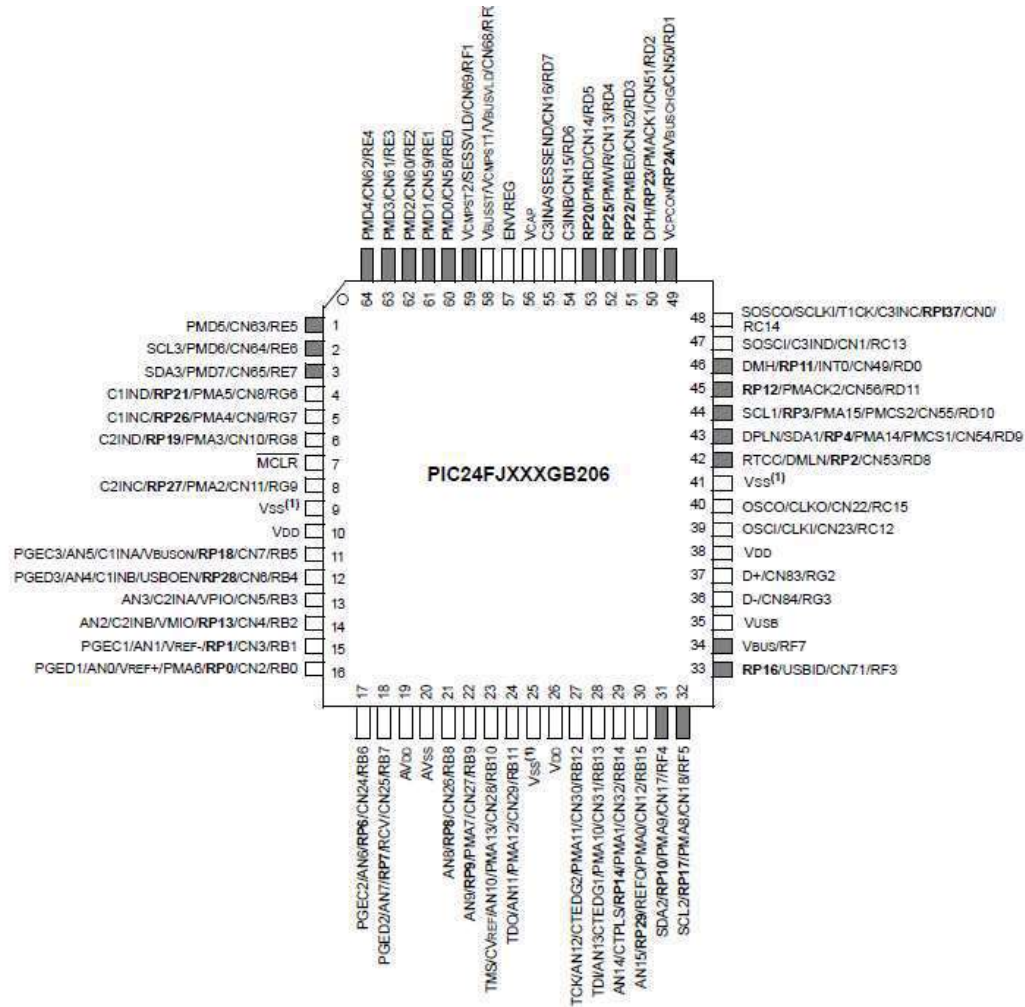 PMD4/CN62/RE4
PMD3/CN61/RE3
PMD2/CN60/RE2
PMD1/CN59/RE1
PMD0/CN58/RE0
VCMPST2/SESSVLD/CN69/RF1
VBUSST/VCMPST1/VBUSVLD/CN68/RF
ENVREG
VCAP
C3INA/SESSEND/CN16/RD7
C3INB/CN15/RD6
RP20/PMRD/CN14/RD5
RP25/PMWR/CN13/RD4
RP22/PMBE0/CN52/RD3
DPH/RP23/PMACK1/CN51/RD2
VCPCON/RP24/VBUSCHG/CN50/RD1
64 63 62 61 60 59 58 57 56 55 54 53 52 51 50 49
PMD5/CN63/RE5 1
SCL3/PMD6/CN64/RE6 2
SDA3/PMD7/CN65/RE7 3
C1IND/RP21/PMA5/CN8/RG6 4
C1INC/RP26/PMA4/CN9/RG7 5
C2IND/RP19/PMA3/CN10/RG8 6
MCLR 7
C2INC/RP27/PMA2/CN11/RG9 8
VSS(1) 9
VDD 10
PGEC3/AN5/C1INA/VBUSON/RP18/CN7/RB5 11
PGED3/AN4/C1INB/USBOEN/RP28/CN6/RB4 12
AN3/C2INA/VPIO/CN5/RB3 13
AN2/C2INB/VMIO/RP13/CN4/RB2 14
PGEC1/AN1/VREF-/RP1/CN3/RB1 15
PGED1/AN0/VREF+/PMA6/RP0/CN2/RB0 16
PIC24FJXXXGB206
48 SOSCO/SCLKI/T1CK/C3INC/RPI37/CN0/
RC14
47 SOSCI/C3IND/CN1/RC13
46 DMH/RP11/INT0/CN49/RD0
45 RP12/PMACK2/CN56/RD11
44 SCL1/RP3/PMA15/PMCS2/CN55/RD10
43 DPLN/SDA1/RP4/PMA14/PMCS1/CN54/RD9
42 RTCC/DMLN/RP2/CN53/RD8
41 VSS(1)
40 OSCO/CLKO/CN22/RC15
39 OSCI/CLKI/CN23/RC12
38 VDD
37 D+/CN83/RG2
36 D-/CN84/RG3
35 VUSB
34 VBUS/RF7
33 RP16/USBID/CN71/RF3
17 18 19 20 21 22 23 24 25 26 27 28 29 30 31 32
PGEC2/AN6/RP6/CN24/RB6
PGED2/AN7/RP7/RCV/CN25/RB7
AVDD
AVSS
AN8/RP8/CN26/RB8
AN9/RP9/PMA7/CN27/RB9
TMS/CVREF/AN10/PMA13/CN28/RB10
TDO/AN11/PMA12/CN29/RB11
VSS(1)
VDD
TCK/AN12/CTEDG2/PMA11/CN30/RB12
TDI/AN13CTEDG1/PMA10/CN31/RB13
AN14/CTPLS/RP14/PMA1/CN32/RB14
AN15/RP29/REFO/PMA0/CN12/RB15
SDA2/RP10/PMA9/CN17/RF4
SCL2/RP17/PMA8/CN18/RF5